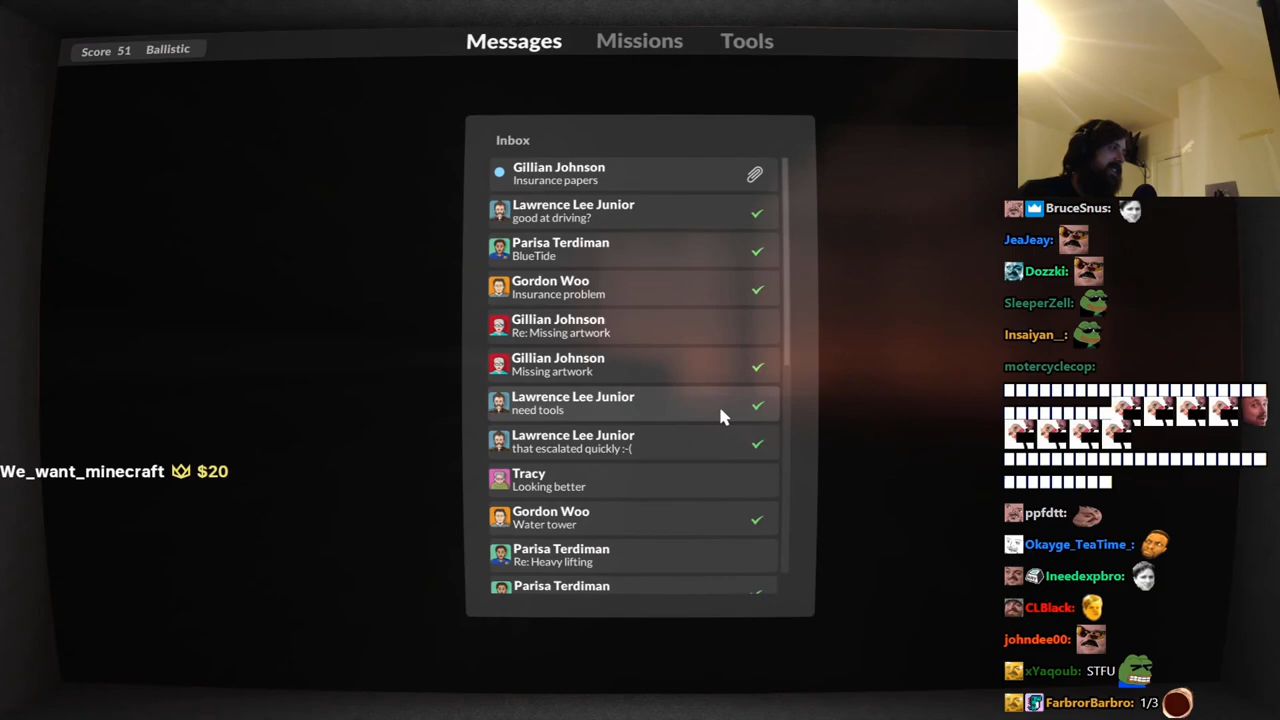 Score 51 Ballistic
Messages Missions Tools
Inbox
Gillian Johnson
Insurance papers
Lawrence Lee Junior
good at driving?
Parisa Terdiman
BlueTide
Gordon Woo
Insurance problem
Gillian Johnson
Re: Missing artwork
Gillian Johnson
Missing artwork
Lawrence Lee Junior
need tools
Lawrence Lee Junior
that escalated quickly :-(
Tracy
Looking better
Gordon Woo
Water tower
Parisa Terdiman
Re: Heavy lifting
Parisa Terdiman
We_want_minecraft $20
BruceSnus:
JeaJeay:
Dozzki:
SleeperZell:
Insaiyan__:
motercyclecop:
ppfdtt:
Okayge_TeaTime_:
Ineedexpbro:
CLBlack:
johndee00:
xYaqoub: STFU
FarbrorBarbro: 1/3